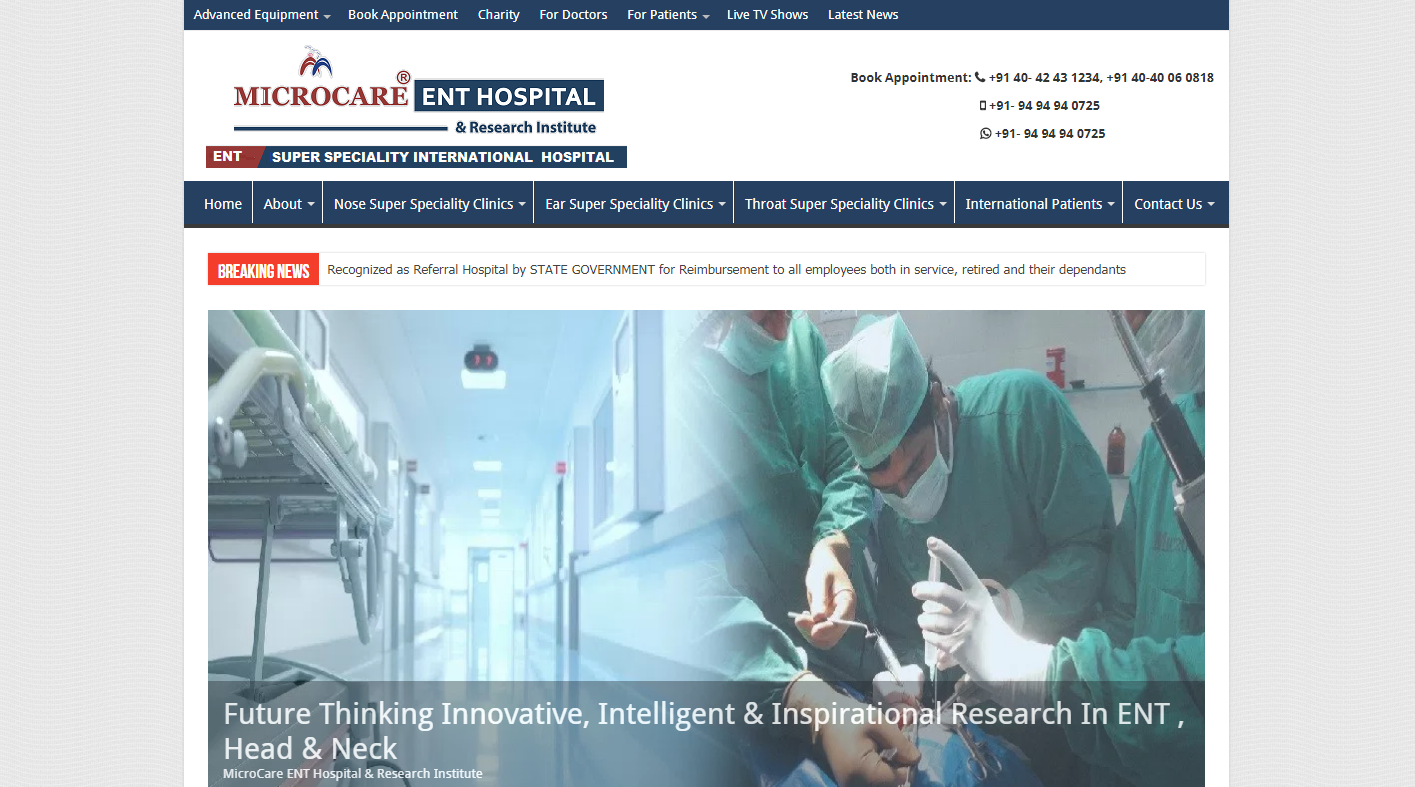 Advanced Equipment Book Appointment Charity For Doctors For Patients Live TV Shows Latest News
MICROCARE® ENT HOSPITAL
& Research Institute
ENT SUPER SPECIALITY INTERNATIONAL HOSPITAL
Book Appointment: +91 40- 42 43 1234, +91 40-40 06 0818
+91- 94 94 94 0725
+91- 94 94 94 0725
Home About Nose Super Speciality Clinics Ear Super Speciality Clinics Throat Super Speciality Clinics International Patients Contact Us
BREAKING NEWS Recognized as Referral Hospital by STATE GOVERNMENT for Reimbursement to all employees both in service, retired and their dependants
Future Thinking Innovative, Intelligent & Inspirational Research In ENT ,
Head & Neck
MicroCare ENT Hospital & Research Institute